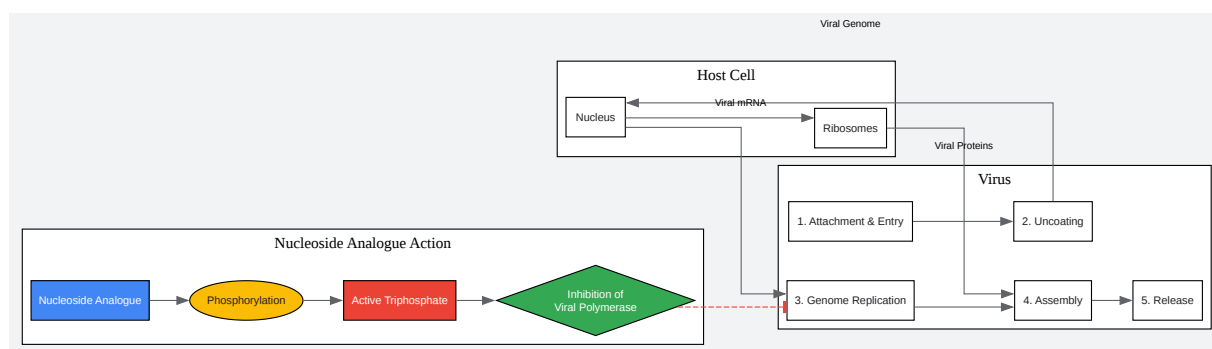 Viral Genome
Host Cell
Nucleus
Viral mRNA
Ribosomes
Viral Proteins
Virus
1. Attachment & Entry
2. Uncoating
Nucleoside Analogue Action
Nucleoside Analogue
Phosphorylation
Active Triphosphate
Inhibition of
Viral Polymerase
3. Genome Replication
4. Assembly
5. Release